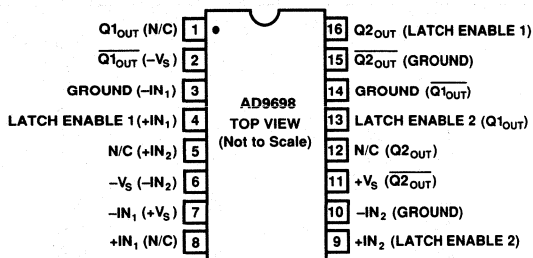 Q1OUT (N/C) 1
Q1OUT (–VS) 2
GROUND (–IN1) 3
LATCH ENABLE 1 (+IN1) 4
N/C (+IN2) 5
–VS (–IN2) 6
–IN1 (+VS) 7
+IN1 (N/C) 8
AD9698
TOP VIEW
(Not to Scale)
16 Q2OUT (LATCH ENABLE 1)
15 Q2OUT (GROUND)
14 GROUND (Q1OUT)
13 LATCH ENABLE 2 (Q1OUT)
12 N/C (Q2OUT)
11 +VS (Q2OUT)
10 –IN2 (GROUND)
9 +IN2 (LATCH ENABLE 2)